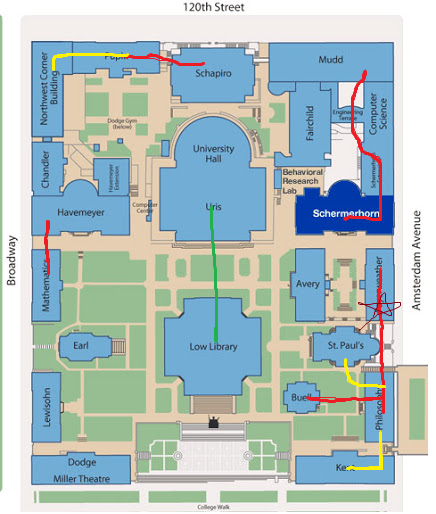 120th Street
Mudd
Pupin
Schapiro
Northwest Corner
Building
Dodge Gym
(below)
Engineering
Terrace
Computer
Science
Fairchild
University
Hall
Chandler
Havemeyer
Extension
Behavioral
Research
Lab
Schermerhorn
Havemeyer
Computer
Center
Uris
Schermerhorn
Broadway
Amsterdam Avenue
Mathematics
Avery
Earl
Low Library
St. Paul's
Buell
Lewisohn
Philosophy
Dodge
Miller Theatre
Kent
College Walk